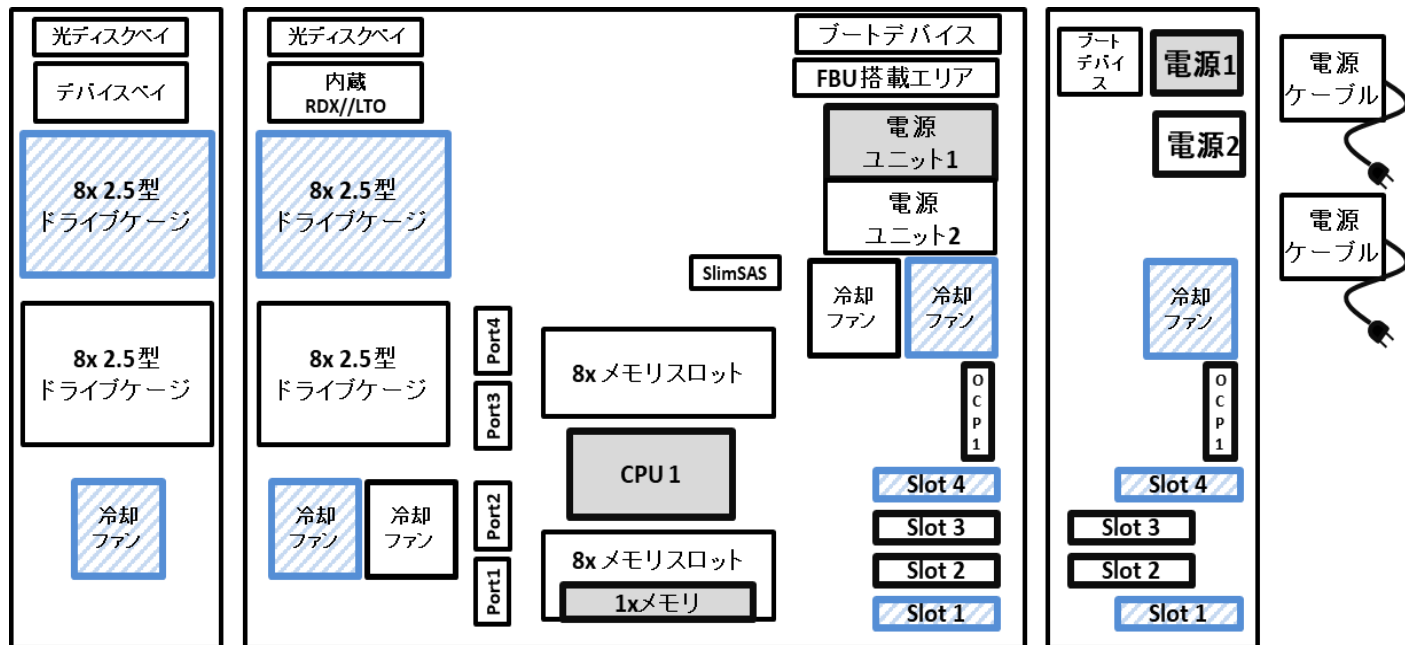 光ディスクベイ
デバイスベイ
8x 2.5型
ドライブケージ
8x 2.5型
ドライブケージ
冷却
ファン
光ディスクベイ
内蔵
RDX//LTO
8x 2.5型
ドライブケージ
8x 2.5型
ドライブケージ
冷却
ファン
冷却
ファン
Port4
Port3
Port2
Port1
SlimSAS
8xメモリスロット
CPU 1
8xメモリスロット
1xメモリ
ブートデバイス
FBU搭載エリア
電源
ユニット1
電源
ユニット2
冷却
ファン
冷却
ファン
O
C
P
1
Slot 4
Slot 3
Slot 2
Slot 1
ブート
デバイ
ス
電源1
電源2
冷却
ファン
O
C
P
1
Slot 4
Slot 3
Slot 2
Slot 1
電源
ケーブル
電源
ケーブル